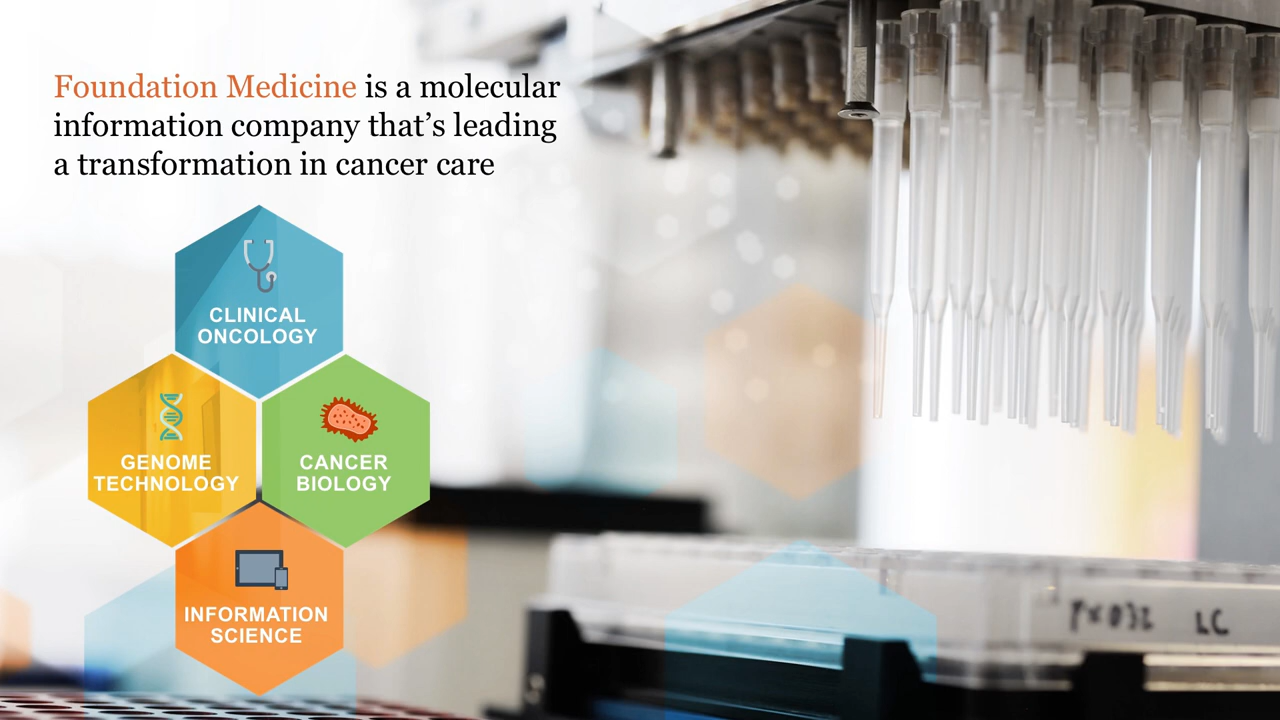 Foundation Medicine is a molecular
information company that’s leading
a transformation in cancer care
CLINICAL
ONCOLOGY
GENOME
TECHNOLOGY
CANCER
BIOLOGY
INFORMATION
SCIENCE
PX032 LC